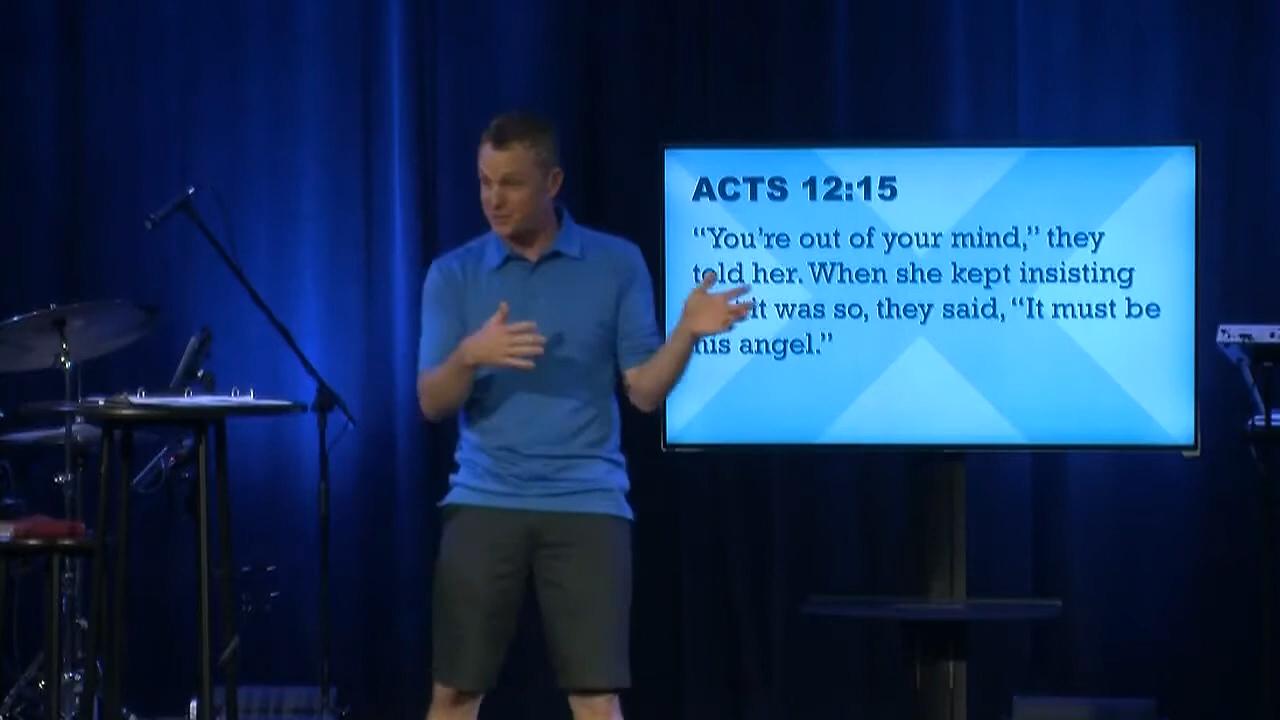 ACTS 12:15
“You’re out of your mind,” they
told her. When she kept insisting
it was so, they said, “It must be
his angel.”